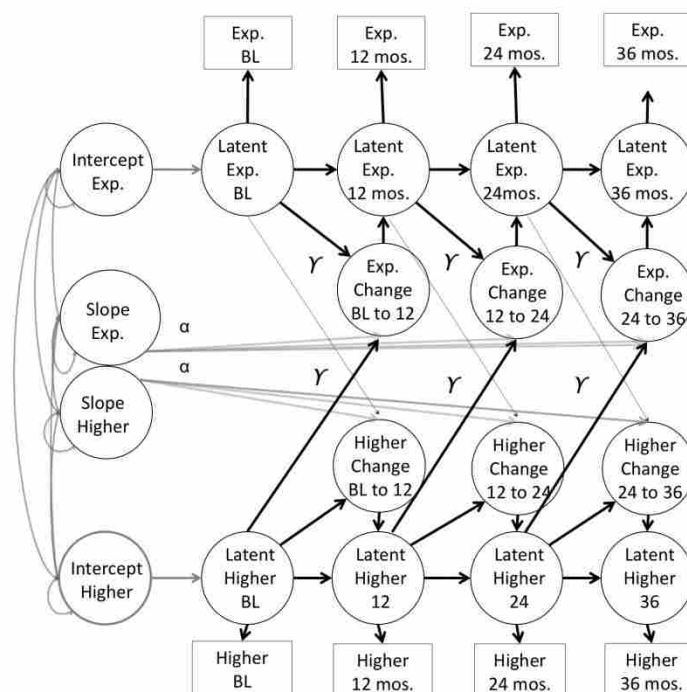 Exp.
BL
Exp.
12 mos.
Exp.
24 mos.
Exp.
36 mos.
Intercept
Exp.
Latent
Exp.
BL
Latent
Exp.
12 mos.
Latent
Exp.
24mos.
Latent
Exp.
36 mos.
ϒ
ϒ
ϒ
Exp.
Change
BL to 12
Exp.
Change
12 to 24
Exp.
Change
24 to 36
Slope
Exp.
α
α
Slope
Higher
ϒ
ϒ
ϒ
Higher
Change
BL to 12
Higher
Change
12 to 24
Higher
Change
24 to 36
Intercept
Higher
Latent
Higher
BL
Latent
Higher
12
Latent
Higher
24
Latent
Higher
36
Higher
BL
Higher
12 mos.
Higher
24 mos.
Higher
36 mos.